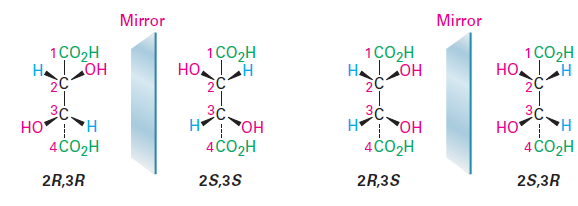 Mirror Mirror
1CO2H 1CO2H 1CO2H 1CO2H
H OH HO H H OH HO H
2C 2C 2C 2C
3C 3C 3C 3C
HO H H OH H OH HO H
4CO2H 4CO2H 4CO2H 4CO2H
2R,3R 2S,3S 2R,3S 2S,3R